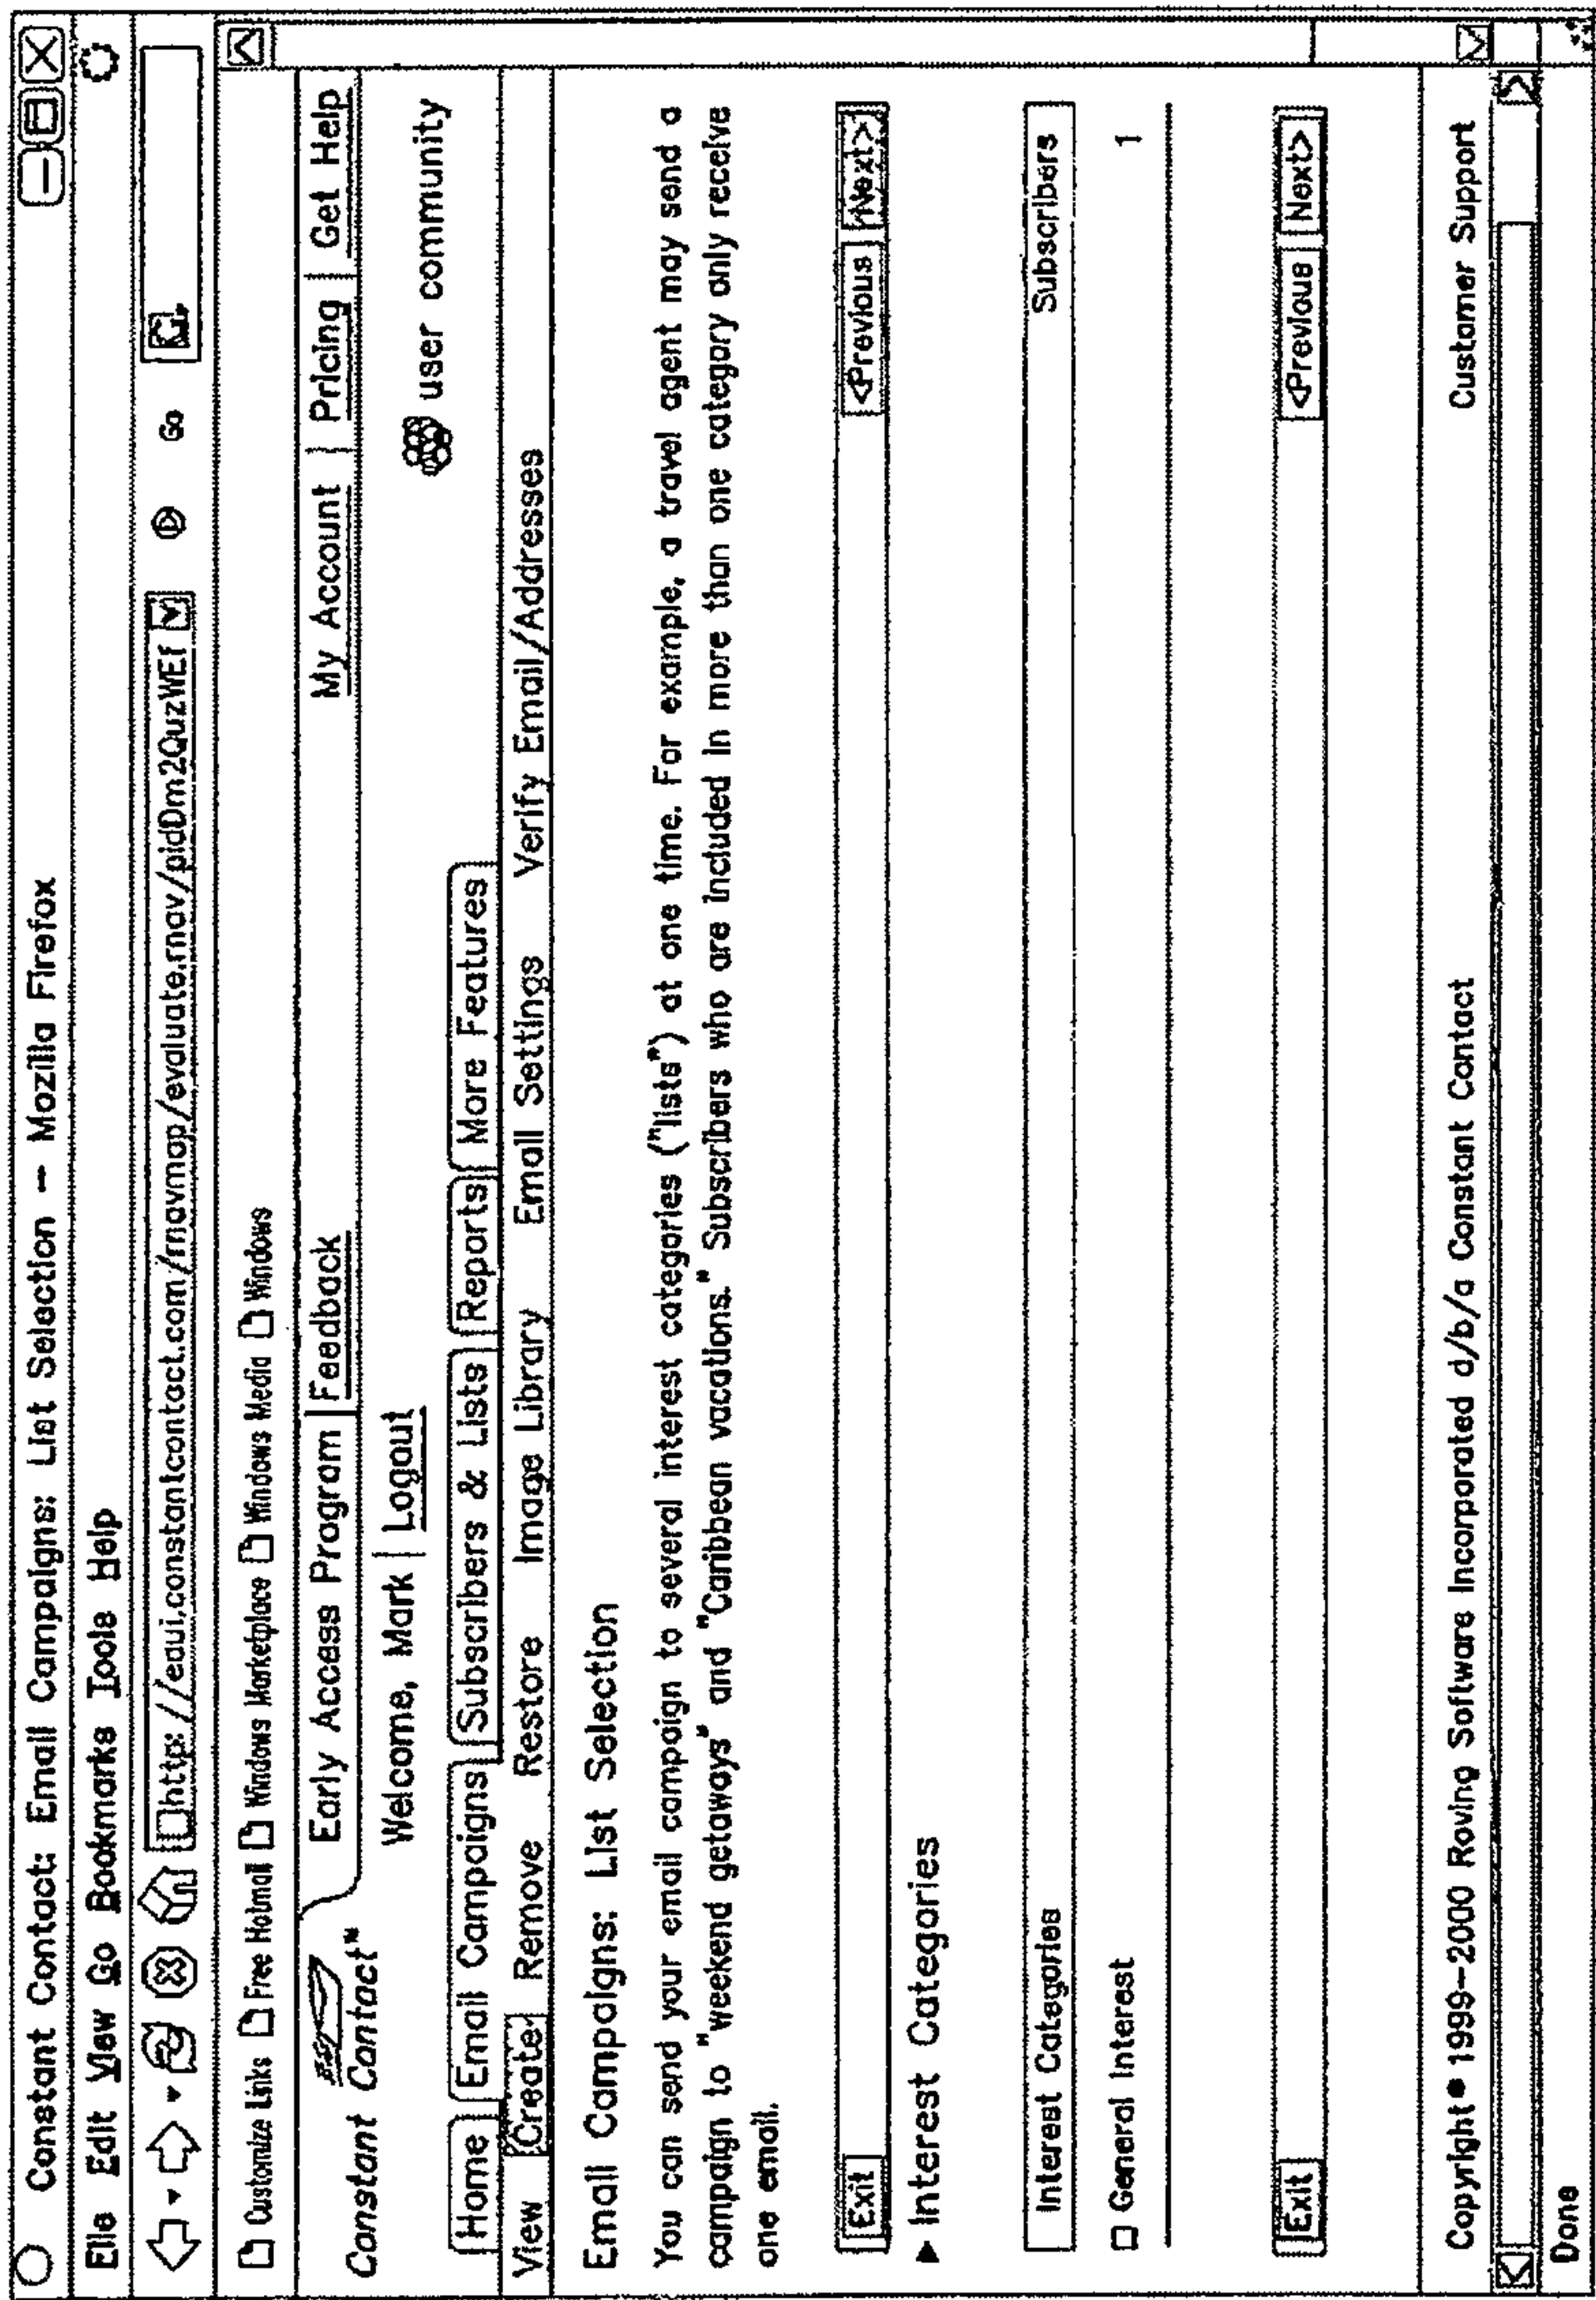 Constant Contact: Email Campaigns: List Selection — Mozilla Firefox
File Edit View Go Bookmarks Tools Help
http://eaui.constantcontact.com/rnavmap/evaluate.rnav/pidDm2QuzWEf Go
Customize Links Free Hotmail Windows Marketplace Windows Media Windows
Early Access Program | Feedback My Account | Pricing | Get Help
Constant Contact™
Welcome, Mark | Logout user community
Home Email Campaigns Subscribers & Lists Reports More Features
View Create Remove Restore Image Library Email Settings Verify Email/Addresses
Email Campaigns: List Selection
You can send your email campaign to several interest categories ("lists") at one time. For example, a travel agent may send a
campaign to "weekend getaways" and "Caribbean vacations." Subscribers who are included in more than one category only receive
one email.
Exit <Previous Next>
▶ Interest Categories
Interest Categories Subscribers
General Interest 1
Exit <Previous Next>
Copyright • 1999–2000 Roving Software Incorporated d/b/a Constant Contact Customer Support
Done